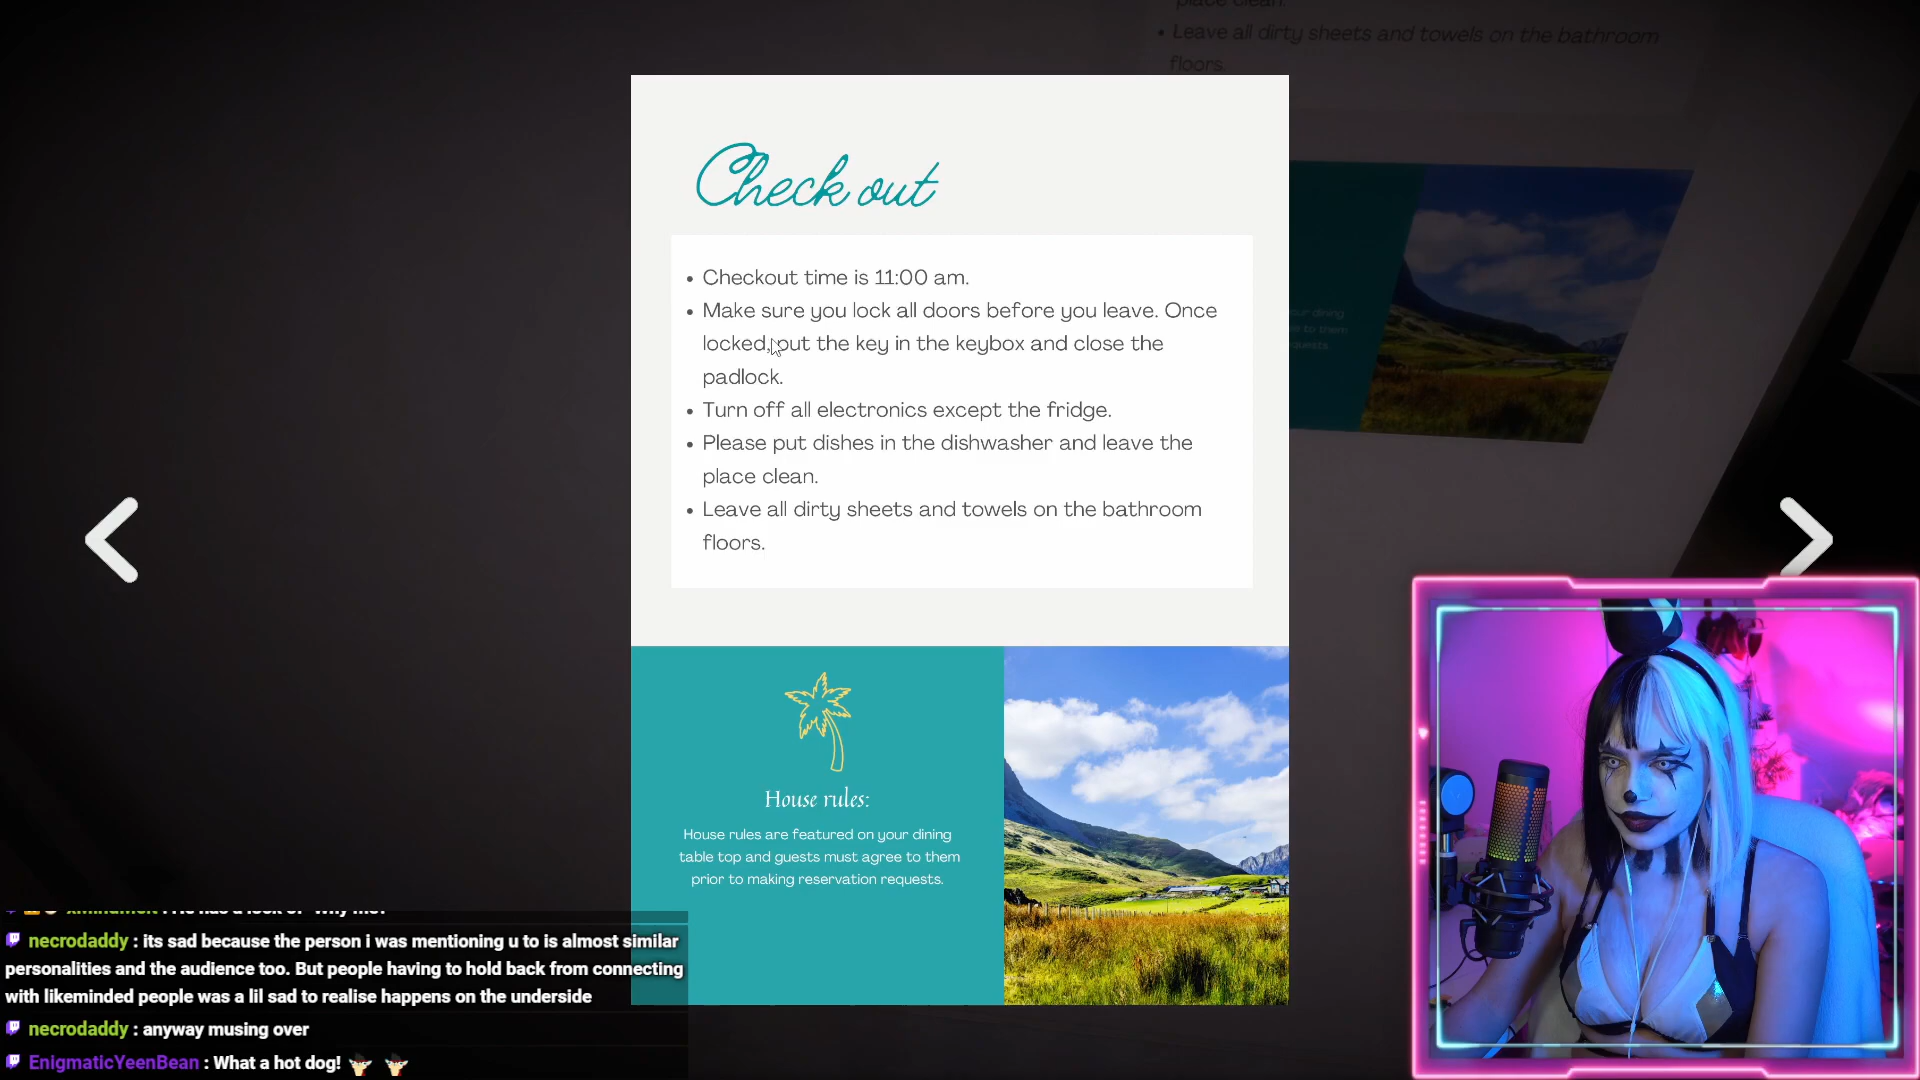 place clean.
• Leave all dirty sheets and towels on the bathroom
floors.
Check out
• Checkout time is 11:00 am.
• Make sure you lock all doors before you leave. Once
locked, put the key in the keybox and close the
padlock.
• Turn off all electronics except the fridge.
• Please put dishes in the dishwasher and leave the
place clean.
• Leave all dirty sheets and towels on the bathroom
floors.
your dining
to them
requests.
House rules:
House rules are featured on your dining
table top and guests must agree to them
prior to making reservation requests.
necrodaddy : its sad because the person i was mentioning u to is almost similar
personalities and the audience too. But people having to hold back from connecting
with likeminded people was a lil sad to realise happens on the underside
necrodaddy : anyway musing over
EnigmaticYeenBean : What a hot dog!